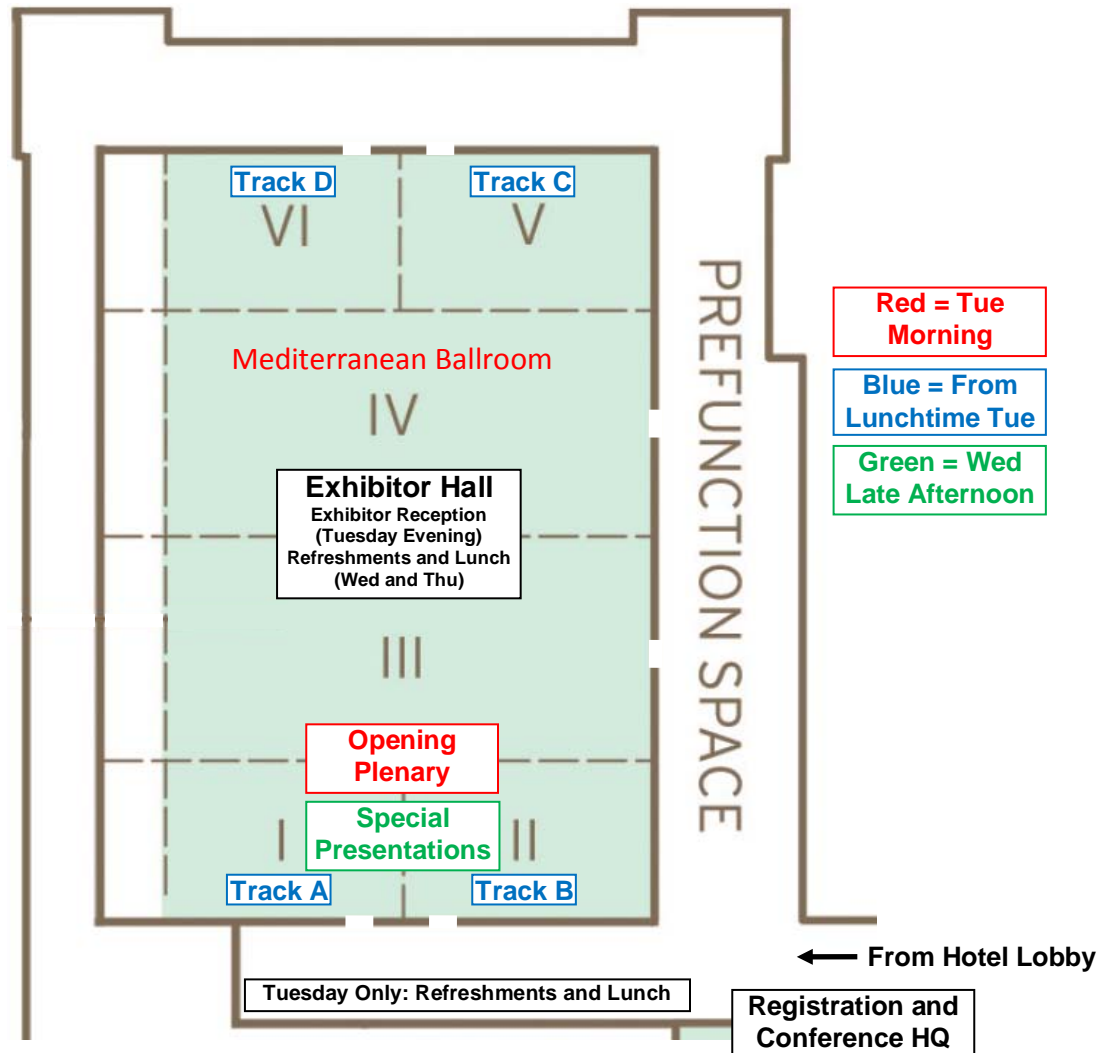 Track D
Track C
VI
V
Mediterranean Ballroom
IV
PREFUNCTION SPACE
Red = Tue
Morning
Blue = From
Lunchtime Tue
Green = Wed
Late Afternoon
Exhibitor Hall
Exhibitor Reception
(Tuesday Evening)
Refreshments and Lunch
(Wed and Thu)
III
Opening
Plenary
Special
Presentations
I
II
Track A
Track B
From Hotel Lobby
Tuesday Only: Refreshments and Lunch
Registration and
Conference HQ